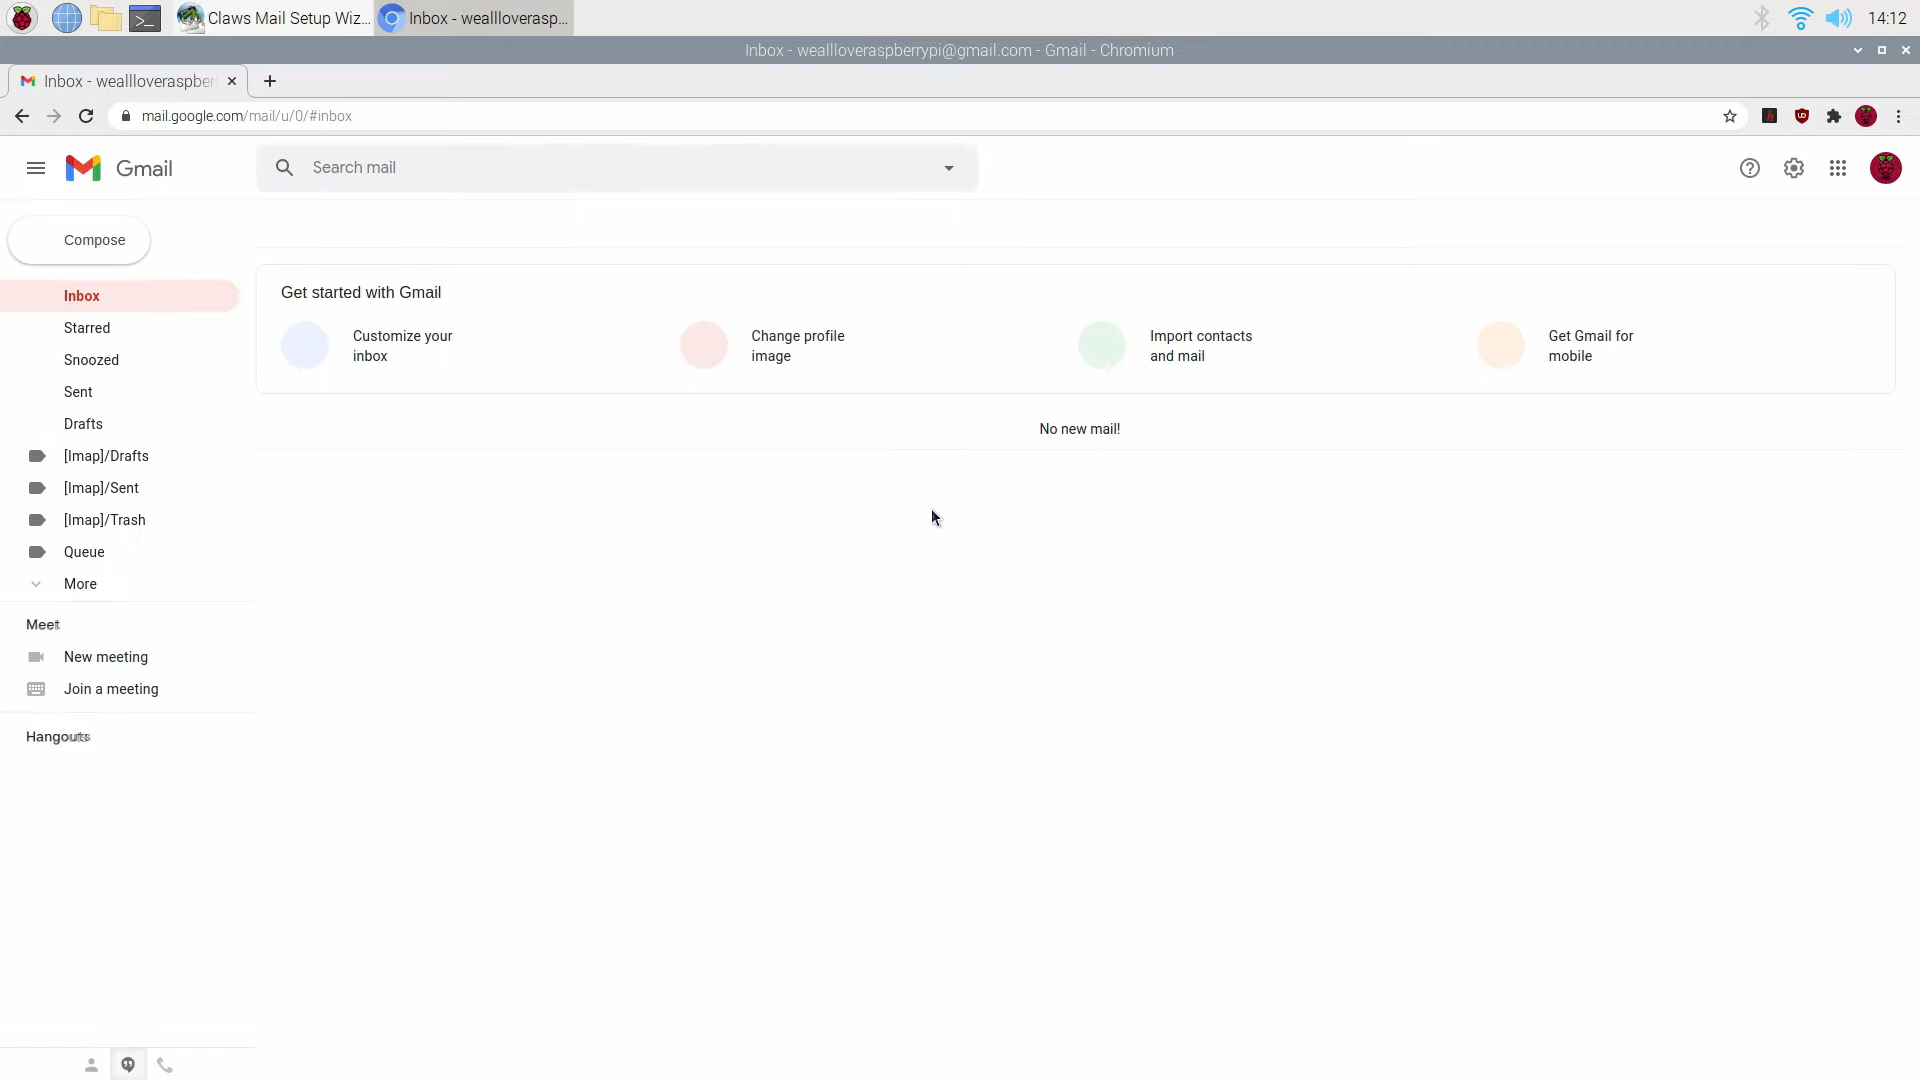 Claws Mail Setup Wiz...
Inbox - weallloverasp...
14:12
Inbox - weallloveraspberrypi@gmail.com - Gmail - Chromium
Inbox - weallloveraspber
mail.google.com/mail/u/0/#inbox
Gmail
Search mail
Compose
Inbox
Starred
Snoozed
Sent
Drafts
[Imap]/Drafts
[Imap]/Sent
[Imap]/Trash
Queue
More
Meet
New meeting
Join a meeting
Hangouts
Get started with Gmail
Customize your
inbox
Change profile
image
Import contacts
and mail
Get Gmail for
mobile
No new mail!